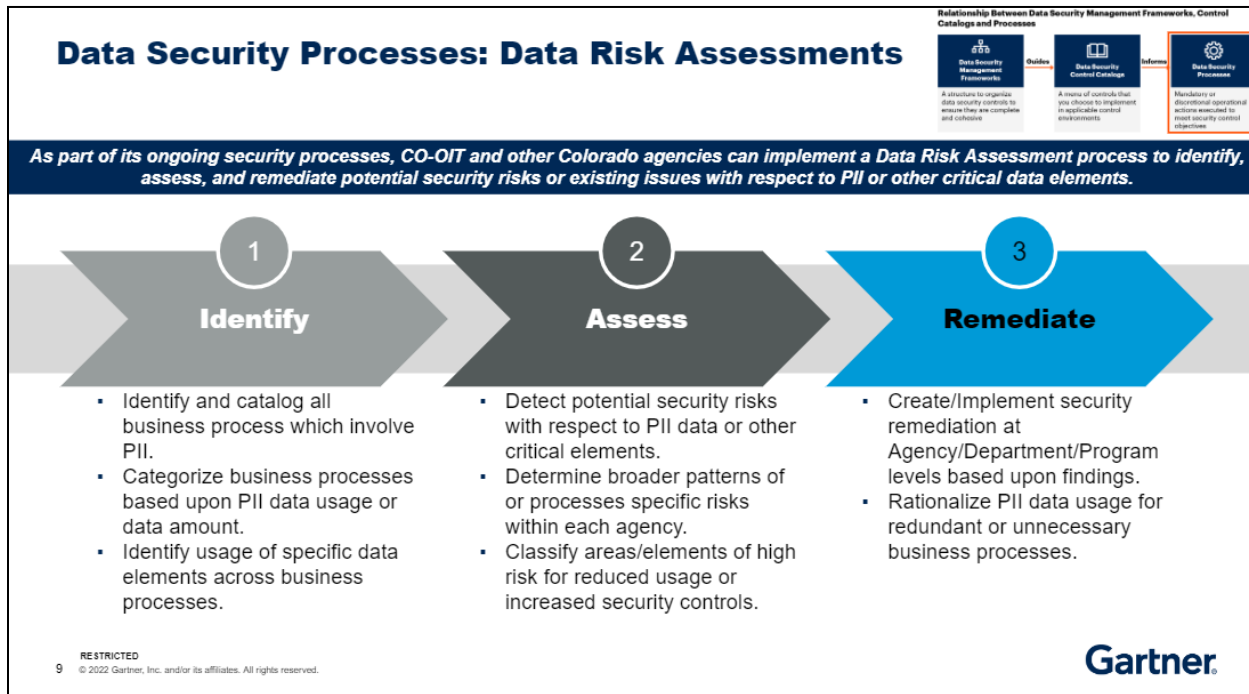 Relationship Between Data Security Management Frameworks, Control
Catalogs and Processes
Data Security Processes: Data Risk Assessments
Data Security
Management
Frameworks
Guides
Data Security
Control Catalogs
Informs
Data Security
Processes
A structure to organize
data security controls to
ensure they are complete
and cohesive
A menu of controls that
you choose to implement
in applicable control
environments
Mandatory or
discretional operational
actions executed to
meet security control
objectives
As part of its ongoing security processes, CO-OIT and other Colorado agencies can implement a Data Risk Assessment process to identify,
assess, and remediate potential security risks or existing issues with respect to PII or other critical data elements.
1
Identify
▪ Identify and catalog all
business process which involve
PII.
▪ Categorize business processes
based upon PII data usage or
data amount.
▪ Identify usage of specific data
elements across business
processes.
2
Assess
▪ Detect potential security risks
with respect to PII data or other
critical elements.
▪ Determine broader patterns of
or processes specific risks
within each agency.
▪ Classify areas/elements of high
risk for reduced usage or
increased security controls.
3
Remediate
▪ Create/Implement security
remediation at
Agency/Department/Program
levels based upon findings.
▪ Rationalize PII data usage for
redundant or unnecessary
business processes.
RESTRICTED
9 © 2022 Gartner, Inc. and/or its affiliates. All rights reserved.
Gartner®